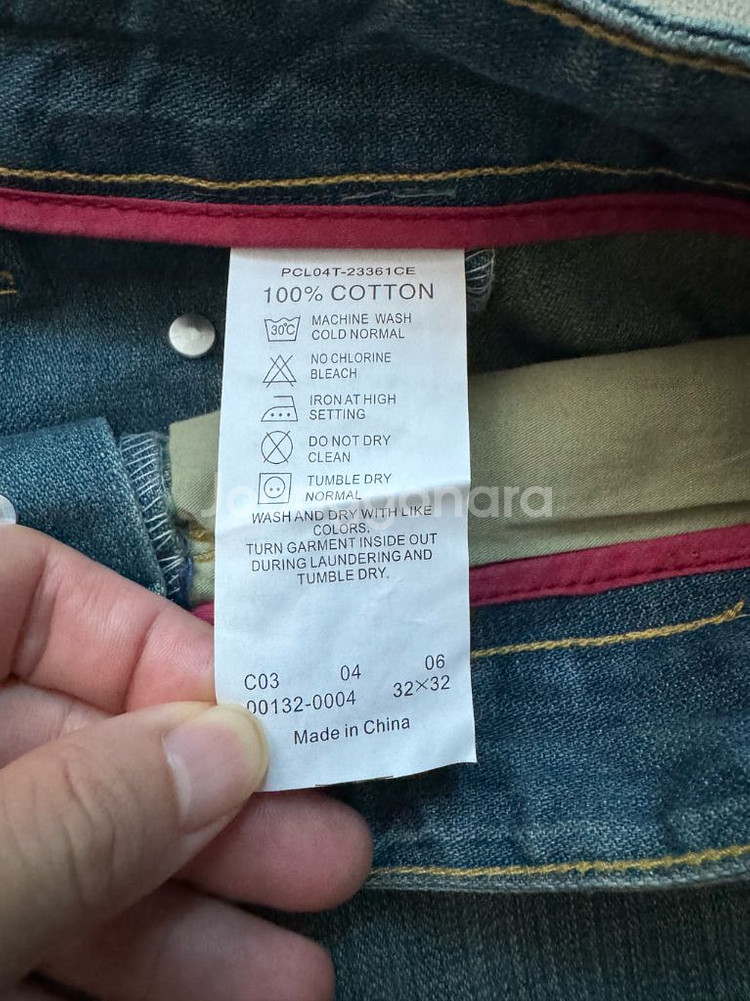 PCL04T-23361CE
100% COTTON
30°C MACHINE WASH
COLD NORMAL
NO CHLORINE
BLEACH
IRON AT HIGH
SETTING
DO NOT DRY
CLEAN
TUMBLE DRY
NORMAL
WASH AND DRY WITH LIKE
COLORS.
TURN GARMENT INSIDE OUT
DURING LAUNDERING AND
TUMBLE DRY.
C03 04 06
00132-0004 32×32
Made in China